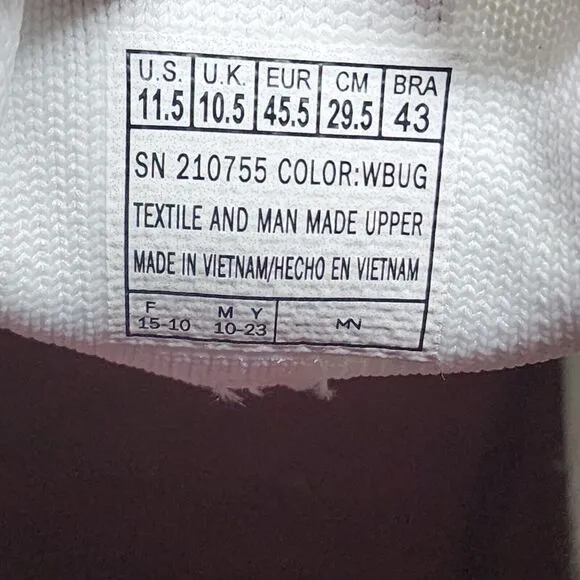 U.S. U.K. EUR CM BRA
11.5 10.5 45.5 29.5 43
SN 210755 COLOR:WBUG
TEXTILE AND MAN MADE UPPER
MADE IN VIETNAM/HECHO EN VIETNAM
F M Y
15-10 10-23 MN